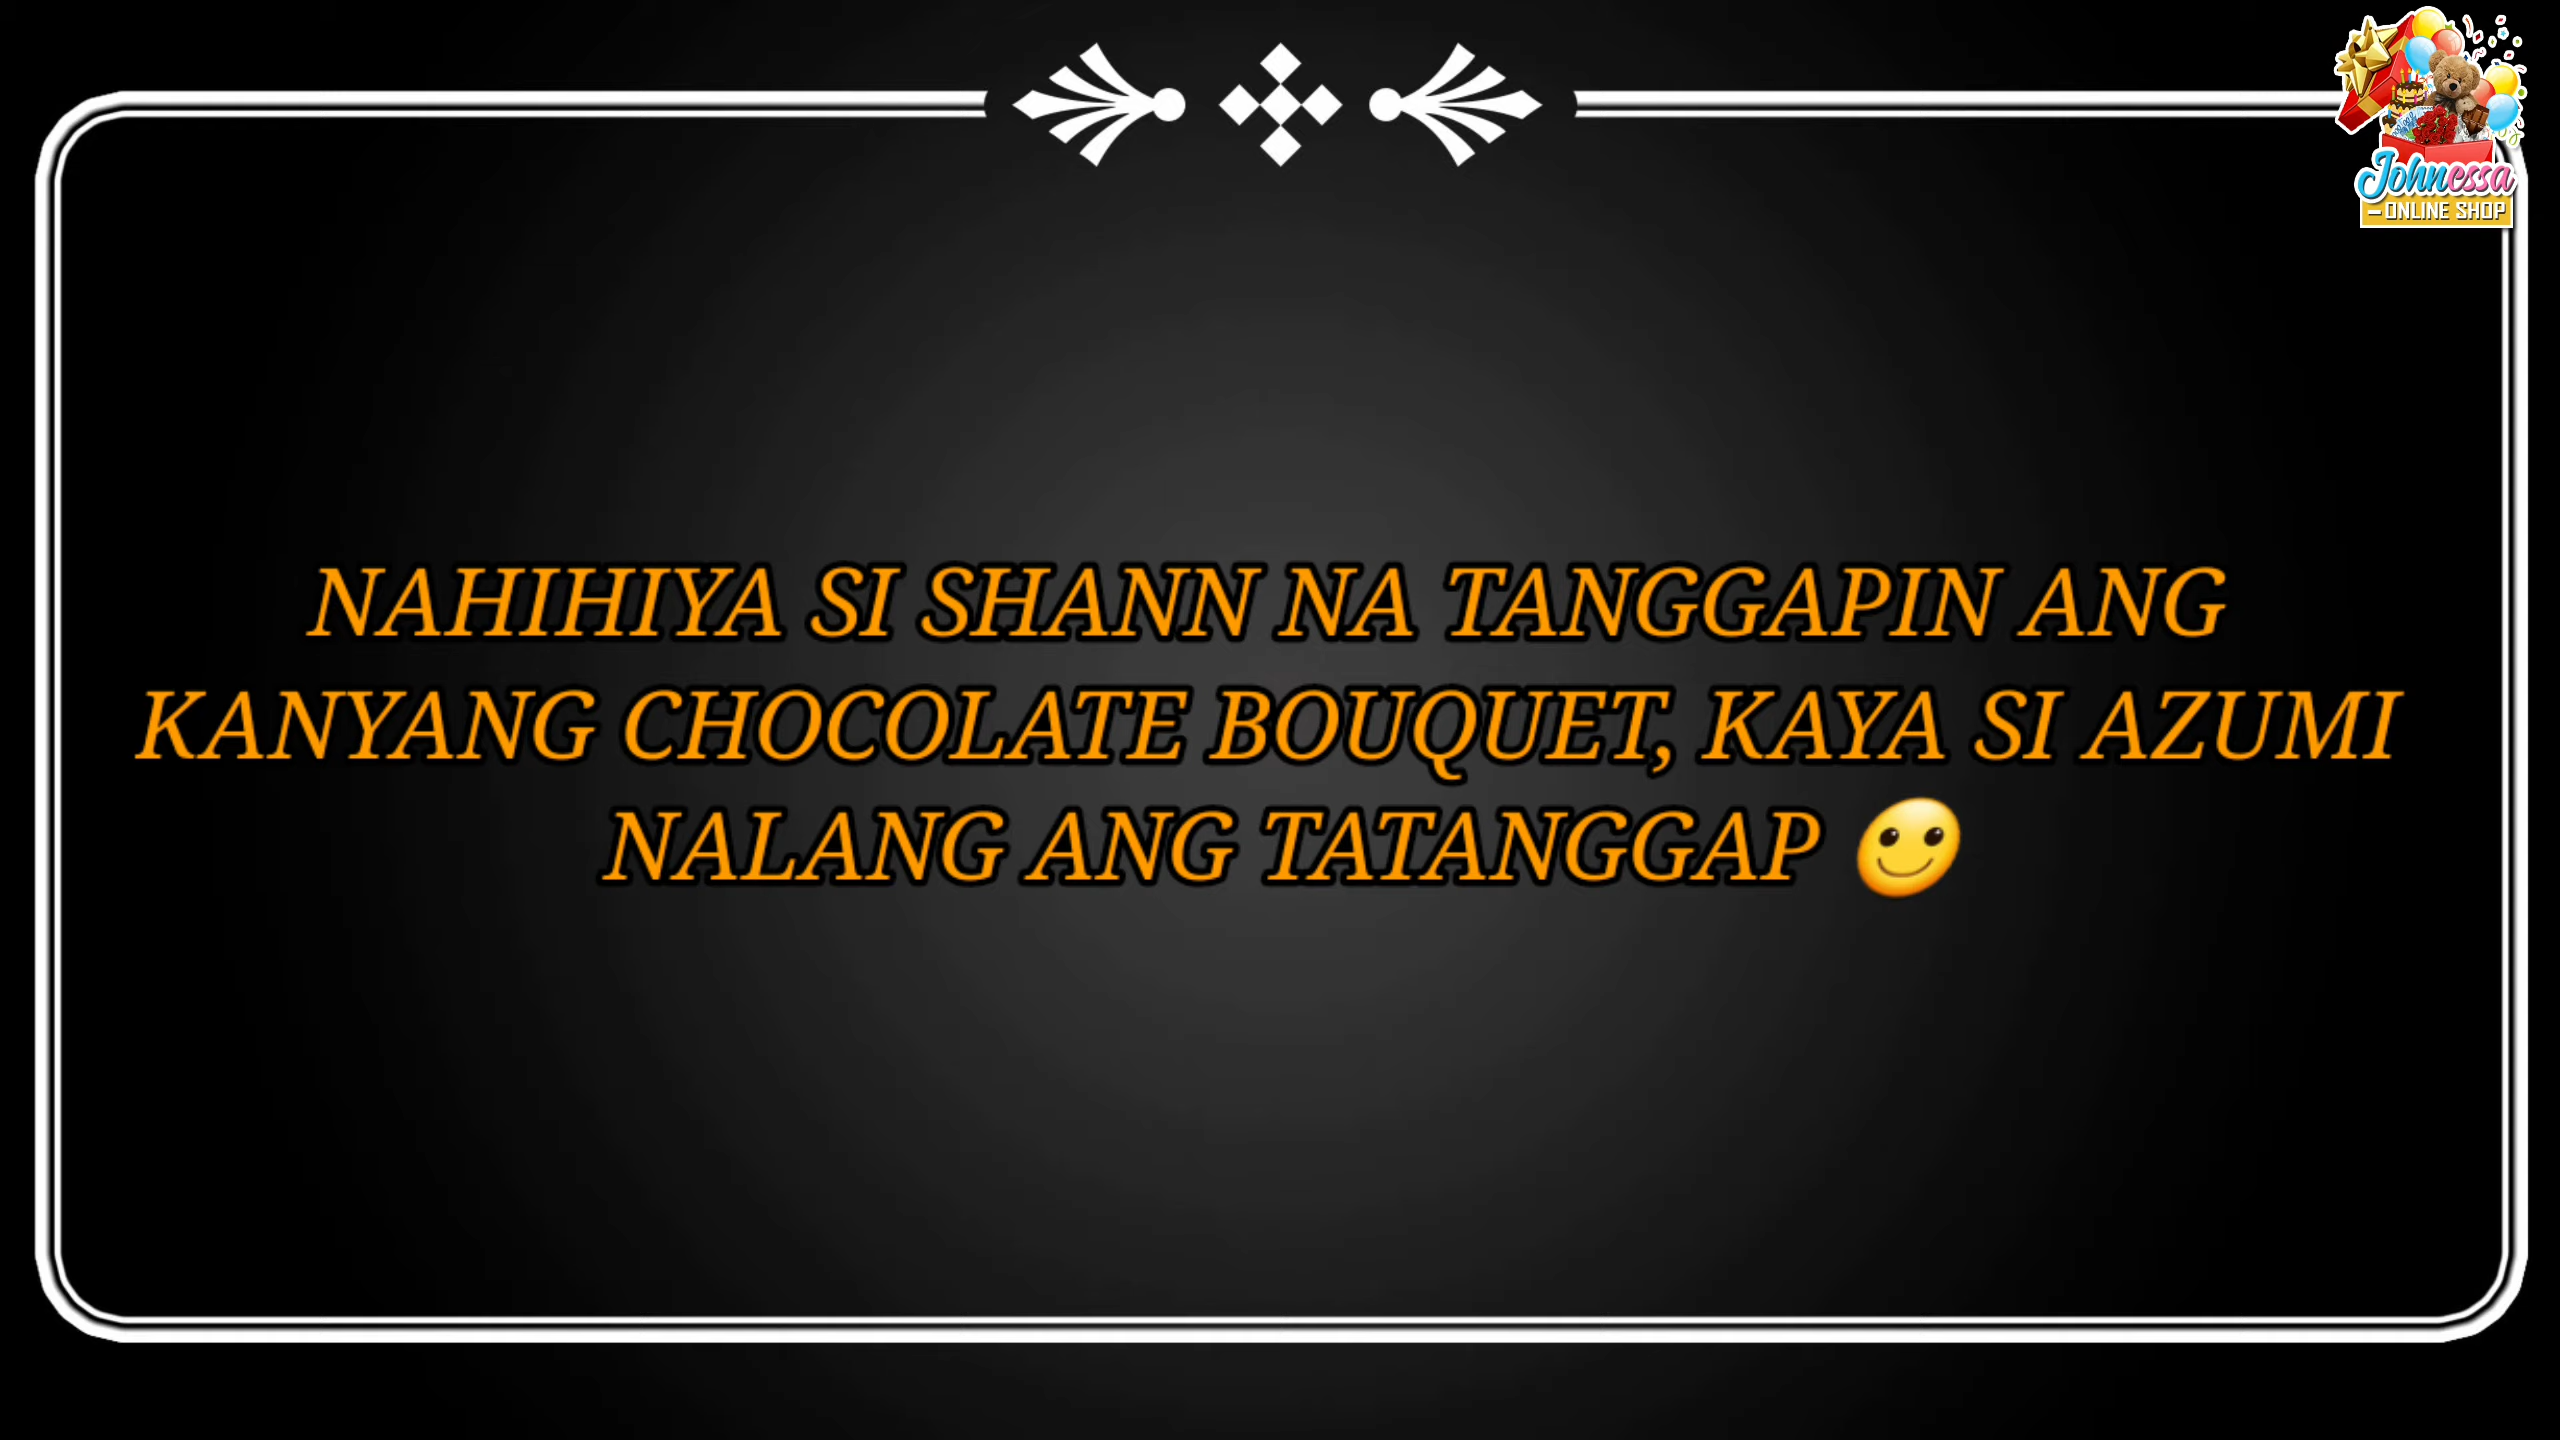 Johnessa
ONLINE SHOP
NAHIHIYA SI SHANN NA TANGGAPIN ANG
KANYANG CHOCOLATE BOUQUET, KAYA SI AZUMI
NALANG ANG TATANGGAP 🙂